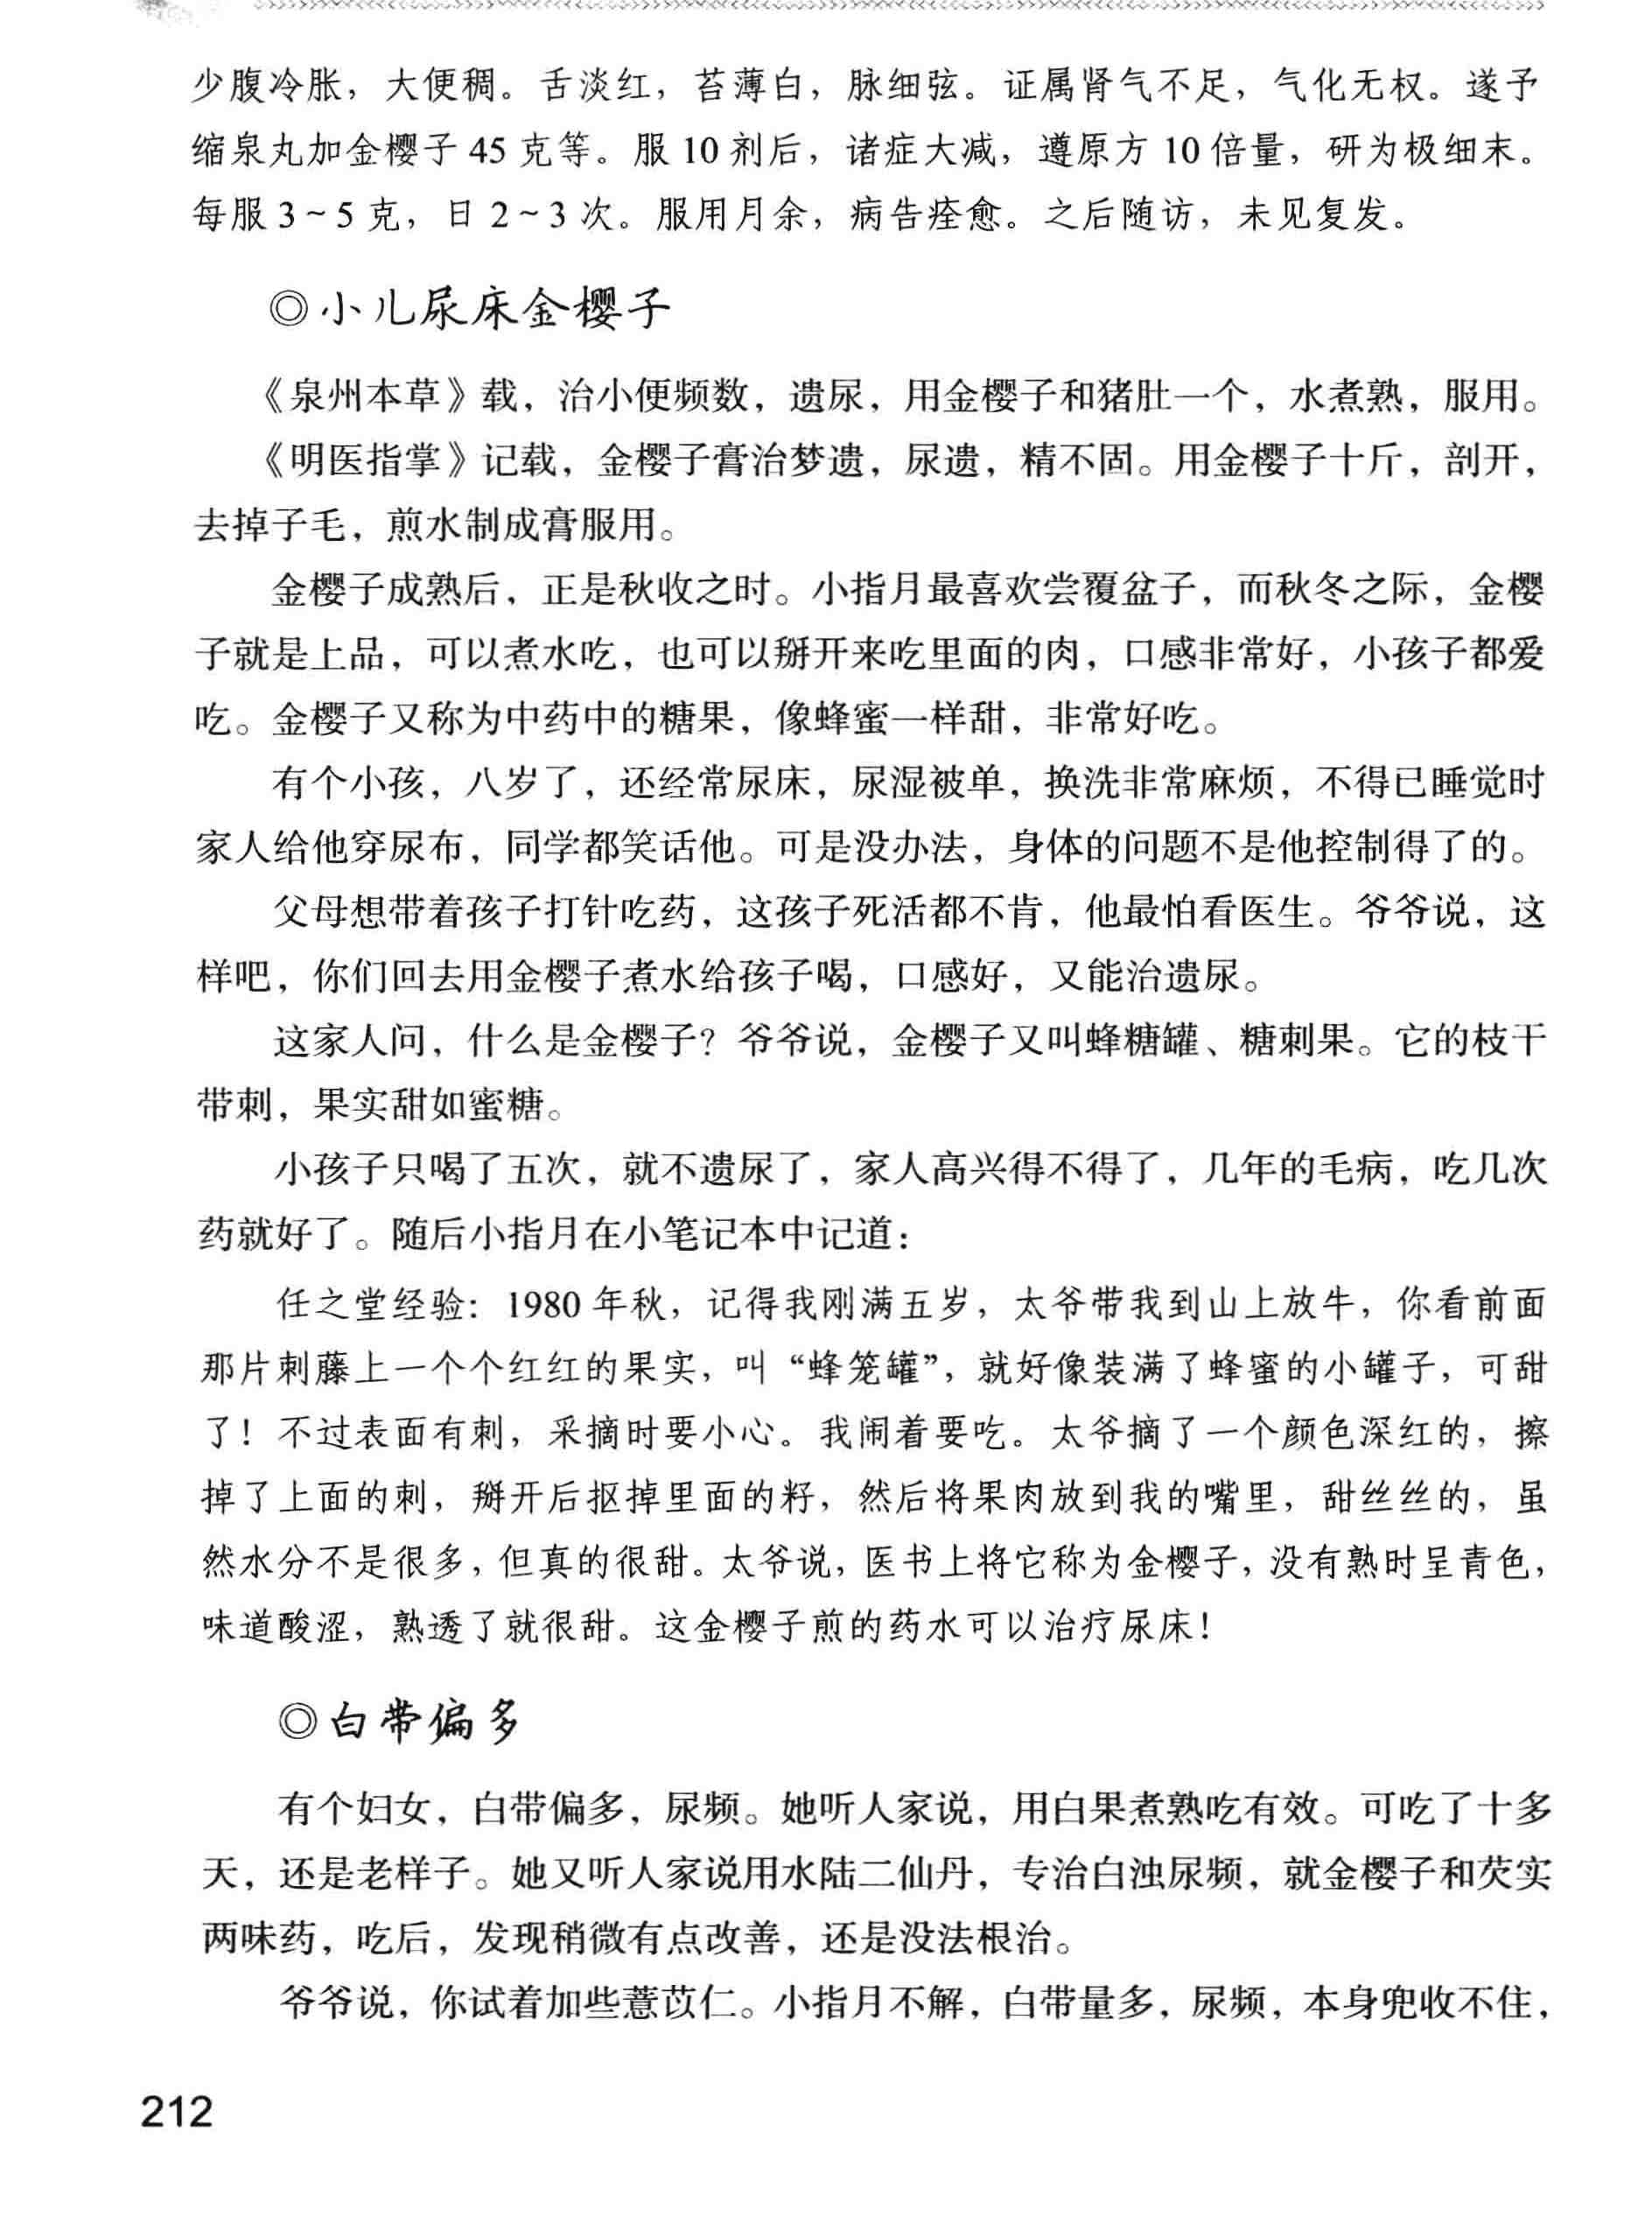 少腹冷胀，大便稠。舌淡红，苔薄白，脉细弦。证属肾气不足，气化无权。遂予
缩泉丸加金樱子 45 克等。服 10 剂后，诸症大减，遵原方 10 倍量，研为极细末。
每服 3～5 克，日 2～3 次。服用月余，病告痊愈。之后随访，未见复发。
◎小儿尿床金樱子
《泉州本草》载，治小便频数，遗尿，用金樱子和猪肚一个，水煮熟，服用。
《明医指掌》记载，金樱子膏治梦遗，尿遗，精不固。用金樱子十斤，剖开，
去掉子毛，煎水制成膏服用。
金樱子成熟后，正是秋收之时。小指月最喜欢尝覆盆子，而秋冬之际，金樱
子就是上品，可以煮水吃，也可以掰开来吃里面的肉，口感非常好，小孩子都爱
吃。金樱子又称为中药中的糖果，像蜂蜜一样甜，非常好吃。
有个小孩，八岁了，还经常尿床，尿湿被单，换洗非常麻烦，不得已睡觉时
家人给他穿尿布，同学都笑话他。可是没办法，身体的问题不是他控制得了的。
父母想带着孩子打针吃药，这孩子死活都不肯，他最怕看医生。爷爷说，这
样吧，你们回去用金樱子煮水给孩子喝，口感好，又能治遗尿。
这家人问，什么是金樱子？爷爷说，金樱子又叫蜂糖罐、糖刺果。它的枝干
带刺，果实甜如蜜糖。
小孩子只喝了五次，就不遗尿了，家人高兴得不得了，几年的毛病，吃几次
药就好了。随后小指月在小笔记本中记道：
任之堂经验：1980 年秋，记得我刚满五岁，太爷带我到山上放牛，你看前面
那片刺藤上一个个红红的果实，叫“蜂笼罐”，就好像装满了蜂蜜的小罐子，可甜
了！不过表面有刺，采摘时要小心。我闹着要吃。太爷摘了一个颜色深红的，擦
掉了上面的刺，掰开后抠掉里面的籽，然后将果肉放到我的嘴里，甜丝丝的，虽
然水分不是很多，但真的很甜。太爷说，医书上将它称为金樱子，没有熟时呈青色，
味道酸涩，熟透了就很甜。这金樱子煎的药水可以治疗尿床！
◎白带偏多
有个妇女，白带偏多，尿频。她听人家说，用白果煮熟吃有效。可吃了十多
天，还是老样子。她又听人家说用水陆二仙丹，专治白浊尿频，就金樱子和芡实
两味药，吃后，发现稍微有点改善，还是没法根治。
爷爷说，你试着加些薏苡仁。小指月不解，白带量多，尿频，本身兜收不住，
212